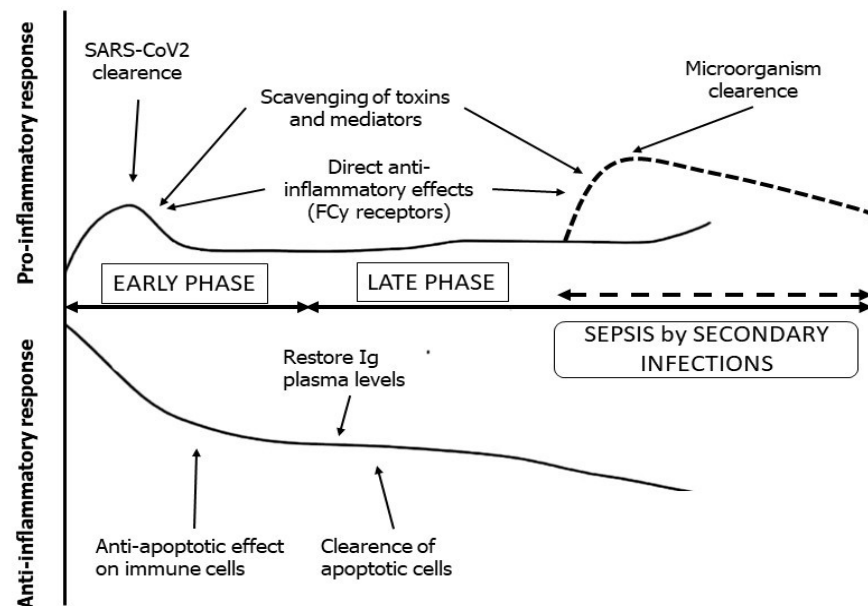 Pro-inflammatory response
SARS-CoV2
clearence
Scavenging of toxins
and mediators
Microorganism
clearence
Direct anti-
inflammatory effects
(FCy receptors)
EARLY PHASE
LATE PHASE
SEPSIS by SECONDARY
INFECTIONS
Anti-inflammatory response
Restore Ig
plasma levels
Anti-apoptotic effect
on immune cells
Clearence of
apoptotic cells